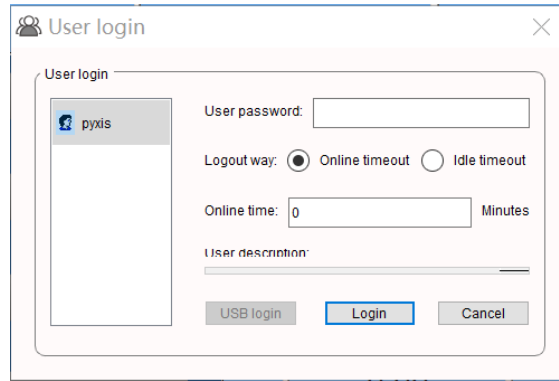 User login
User login
pyxis
User password:
Logout way: Online timeout Idle timeout
Online time: 0 Minutes
User description:
USB login Login Cancel